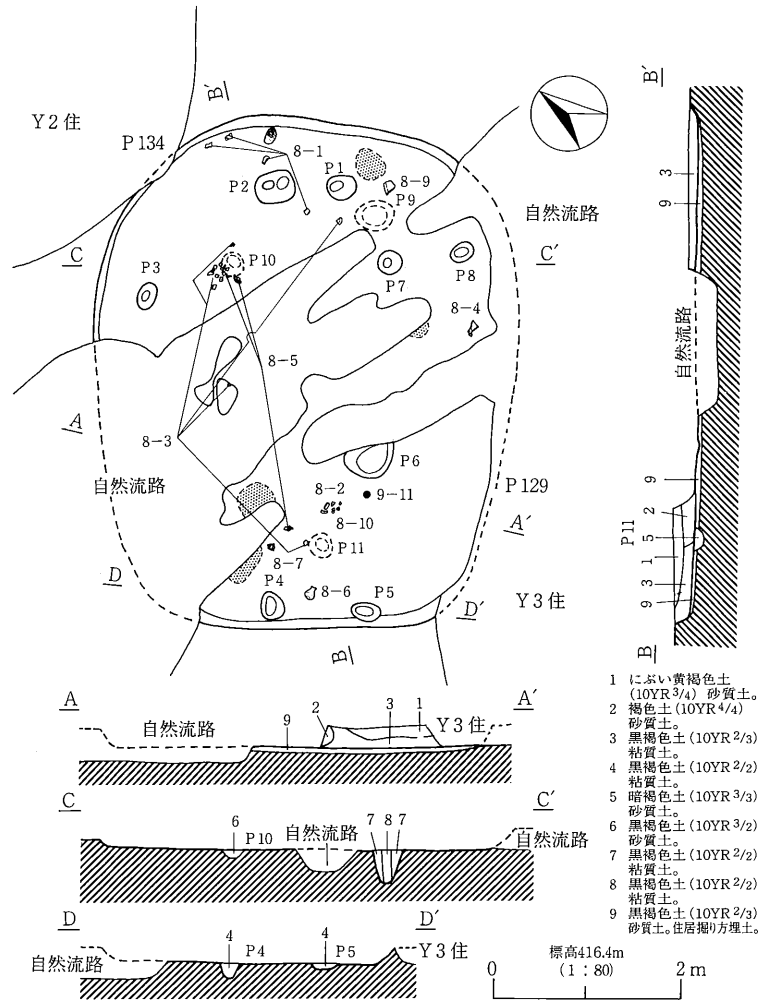 B′
Y2住
P134
8-1
P2
P1
8-9
P9
自然流路
C
C′
P3
P10
P7
P8
8-4
8-5
A
8-3
P6
自然流路
8-2
9-11
P129
8-10
A′
P11
D
8-7
P4
8-6
P5
Y3住
D′
B
B′
3
9
自然流路
9
2
P11
5
1
3
9
B
A
A′
自然流路
9
2
3
1
Y3住
C
C′
6
P10
自然流路
7
8
7
自然流路
D
D′
自然流路
4
P4
4
P5
Y3住
1 にぶい黄褐色土
(10YR3/4) 砂質土。
2 褐色土(10YR4/4)
砂質土。
3 黒褐色土(10YR2/3)
粘質土。
4 黒褐色土(10YR2/2)
粘質土。
5 暗褐色土(10YR3/3)
砂質土。
6 黒褐色土(10YR3/2)
砂質土。
7 黒褐色土(10YR2/2)
粘質土。
8 黒褐色土(10YR2/2)
粘質土。
9 黒褐色土(10YR2/3)
砂質土。住居掘り方埋土。
標高416.4m
(1:80)
0
2m